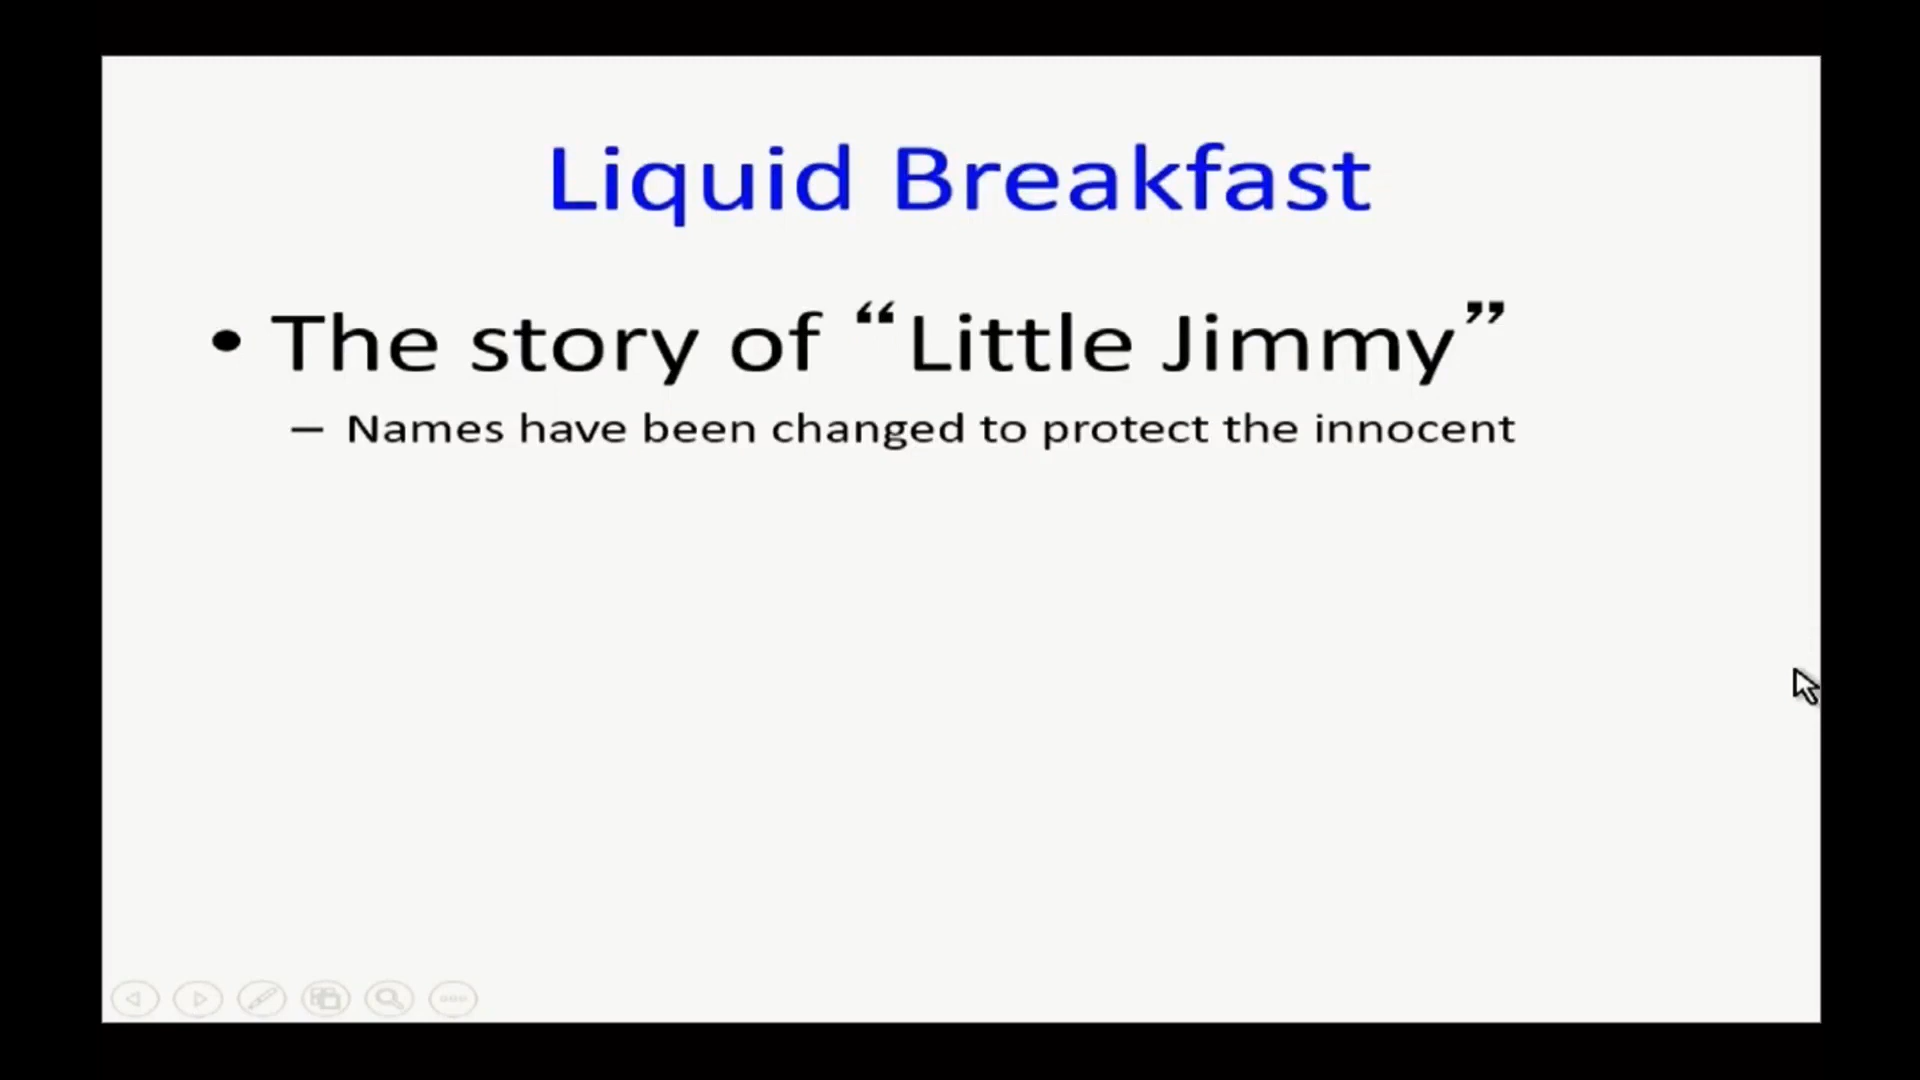 Liquid Breakfast
• The story of “Little Jimmy”
– Names have been changed to protect the innocent